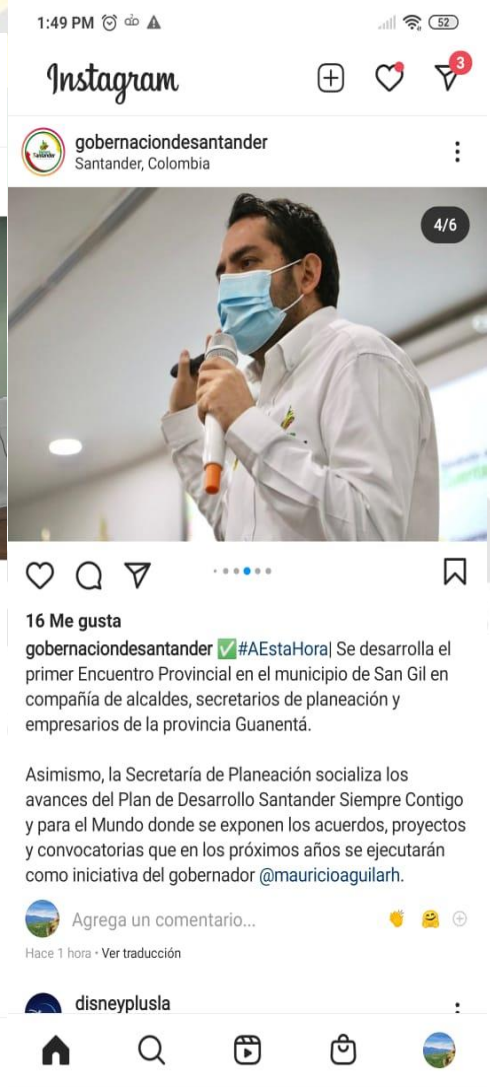 1:49 PM
52
Instagram
3
gobernaciondesantander
Santander, Colombia
4/6
16 Me gusta
gobernaciondesantander ✅#AEstaHora| Se desarrolla el
primer Encuentro Provincial en el municipio de San Gil en
compañía de alcaldes, secretarios de planeación y
empresarios de la provincia Guanentá.
Asimismo, la Secretaría de Planeación socializa los
avances del Plan de Desarrollo Santander Siempre Contigo
y para el Mundo donde se exponen los acuerdos, proyectos
y convocatorias que en los próximos años se ejecutarán
como iniciativa del gobernador @mauricioaguilarh.
Agrega un comentario...
Hace 1 hora • Ver traducción
disneyplusla